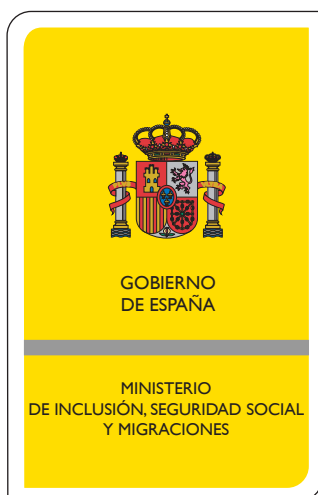 GOBIERNO
DE ESPAÑA
MINISTERIO
DE INCLUSIÓN, SEGURIDAD SOCIAL
Y MIGRACIONES